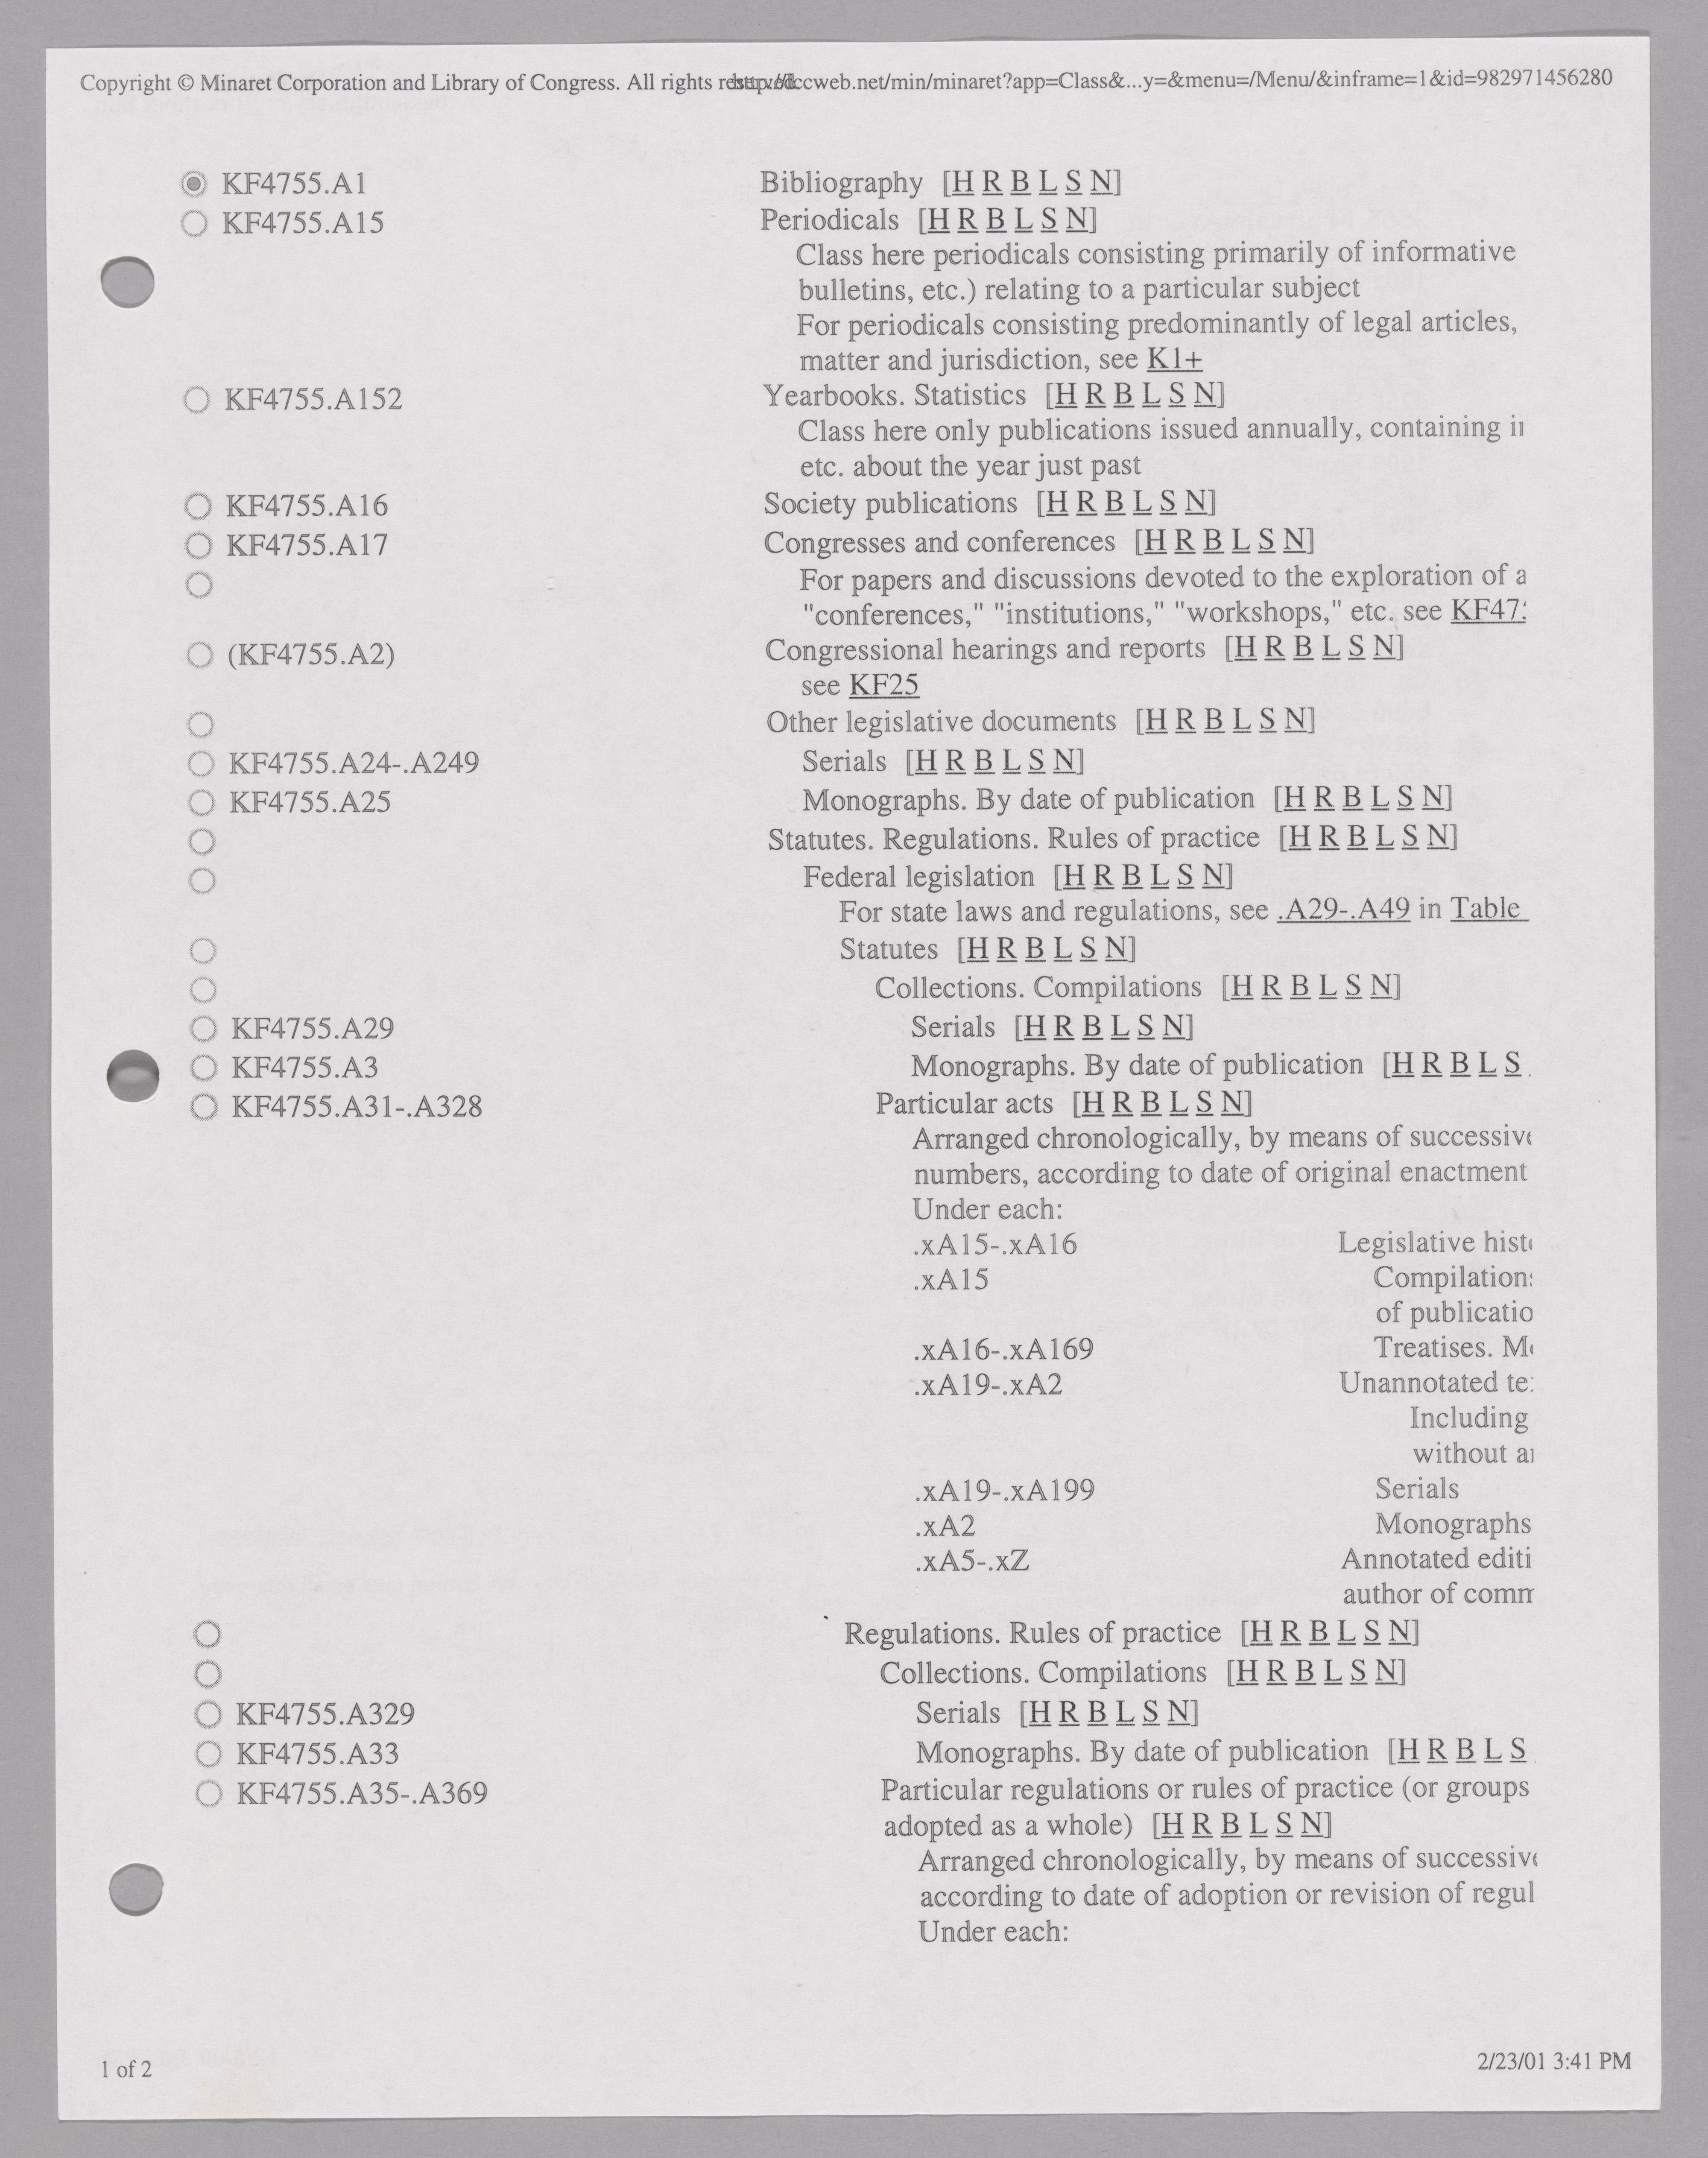 Copyright © Minaret Corporation and Library of Congress. All rights reserved. ccweb.net/min/minaret?app=Class&...y=&menu=/Menu/&inframe=1&id=982971456280
KF4755.A1 Bibliography [H R B L S N]
KF4755.A15 Periodicals [H R B L S N]
Class here periodicals consisting primarily of informative
bulletins, etc.) relating to a particular subject
For periodicals consisting predominantly of legal articles,
matter and jurisdiction, see K1+
KF4755.A152 Yearbooks. Statistics [H R B L S N]
Class here only publications issued annually, containing
etc. about the year just past
KF4755.A16 Society publications [H R B L S N]
KF4755.A17 Congresses and conferences [H R B L S N]
For papers and discussions devoted to the exploration of a
"conferences," "institutions," "workshops," etc. see
(KF4755.A2) Congressional hearings and reports [H R B L S N]
see KF25
Other legislative documents [H R B L S N]
KF4755.A24-.A249 Serials [H R B L S N]
KF4755.A25 Monographs. By date of publication [H R B L S N]
Statutes. Regulations. Rules of practice [H R B L S N]
Federal legislation [H R B L S N]
For state laws and regulations, see .A29-.A49 in Table
Statutes [H R B L S N]
Collections. Compilations [H R B L S N]
KF4755.A29 Serials [H R B L S N]
KF4755.A3 Monographs. By date of publication [H R B L S
KF4755.A31-.A328 Particular acts [H R B L S N]
Arranged chronologically, by means of
numbers, according to date of original enactment
Under each:
.xA15-.xA16 Legislative
.xA15
of publicatio
.xA16-.xA169 Treatises.
.xA19-.xA2 Unannotated
Including
without
.xA19-.xA199 Serials
.xA2 Monographs
.xA5-.xZ Annotated editi
author of
Regulations. Rules of practice [H R B L S N]
Collections. Compilations [H R B L S N]
KF4755.A329 Serials [H R B L S N]
KF4755.A33 Monographs. By date of publication [H R B L S
KF4755.A35-.A369 Particular regulations or rules of practice (or groups
adopted as a whole) [H R B L S N]
Arranged chronologically, by means of
according to date of adoption or revision of regul
Under each:
1 of 2
2/23/01 3:41 PM